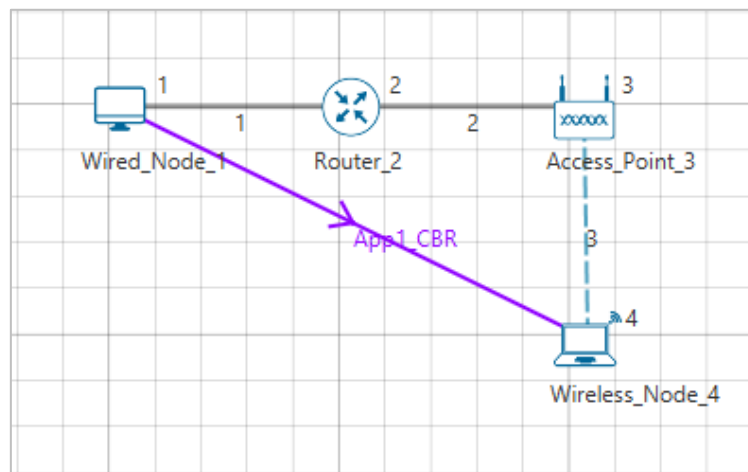 1
2
3
1
2
Wired_Node_1
Router_2
Access_Point_3
App1_CBR
3
4
Wireless_Node_4